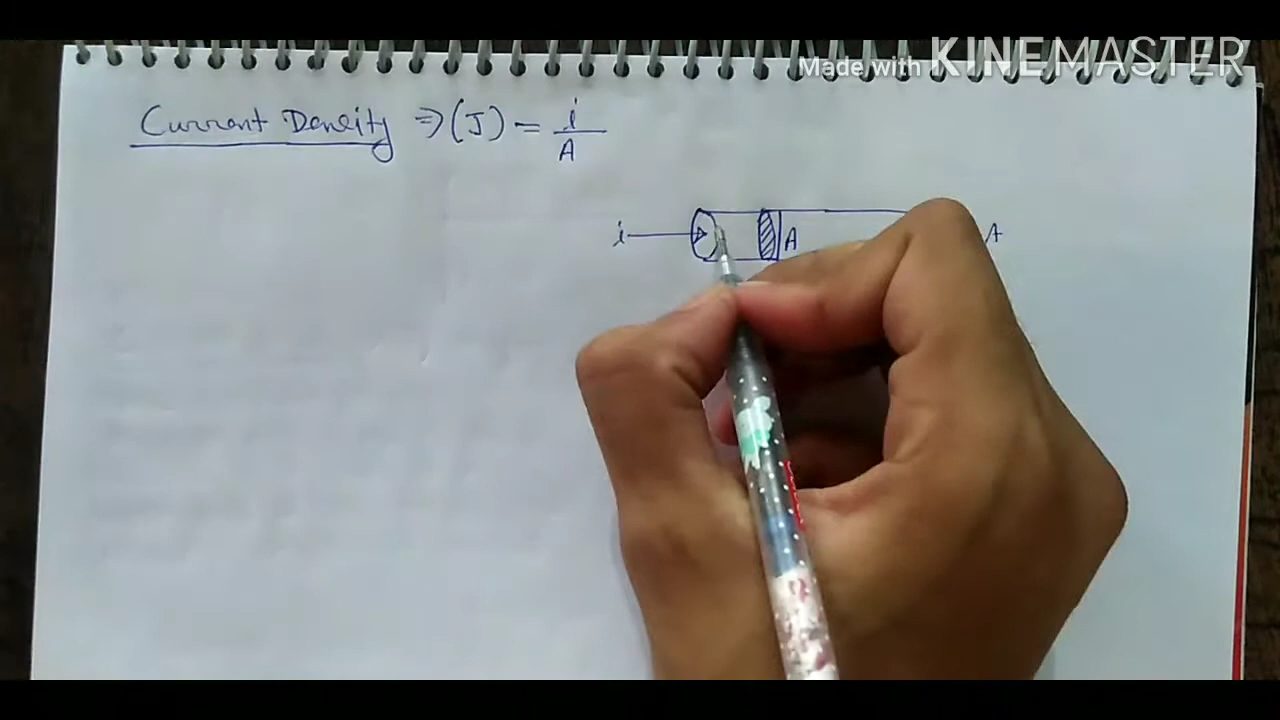 Made with KINEMASTER
Current Density ⇒ (J) = i/A
i A A